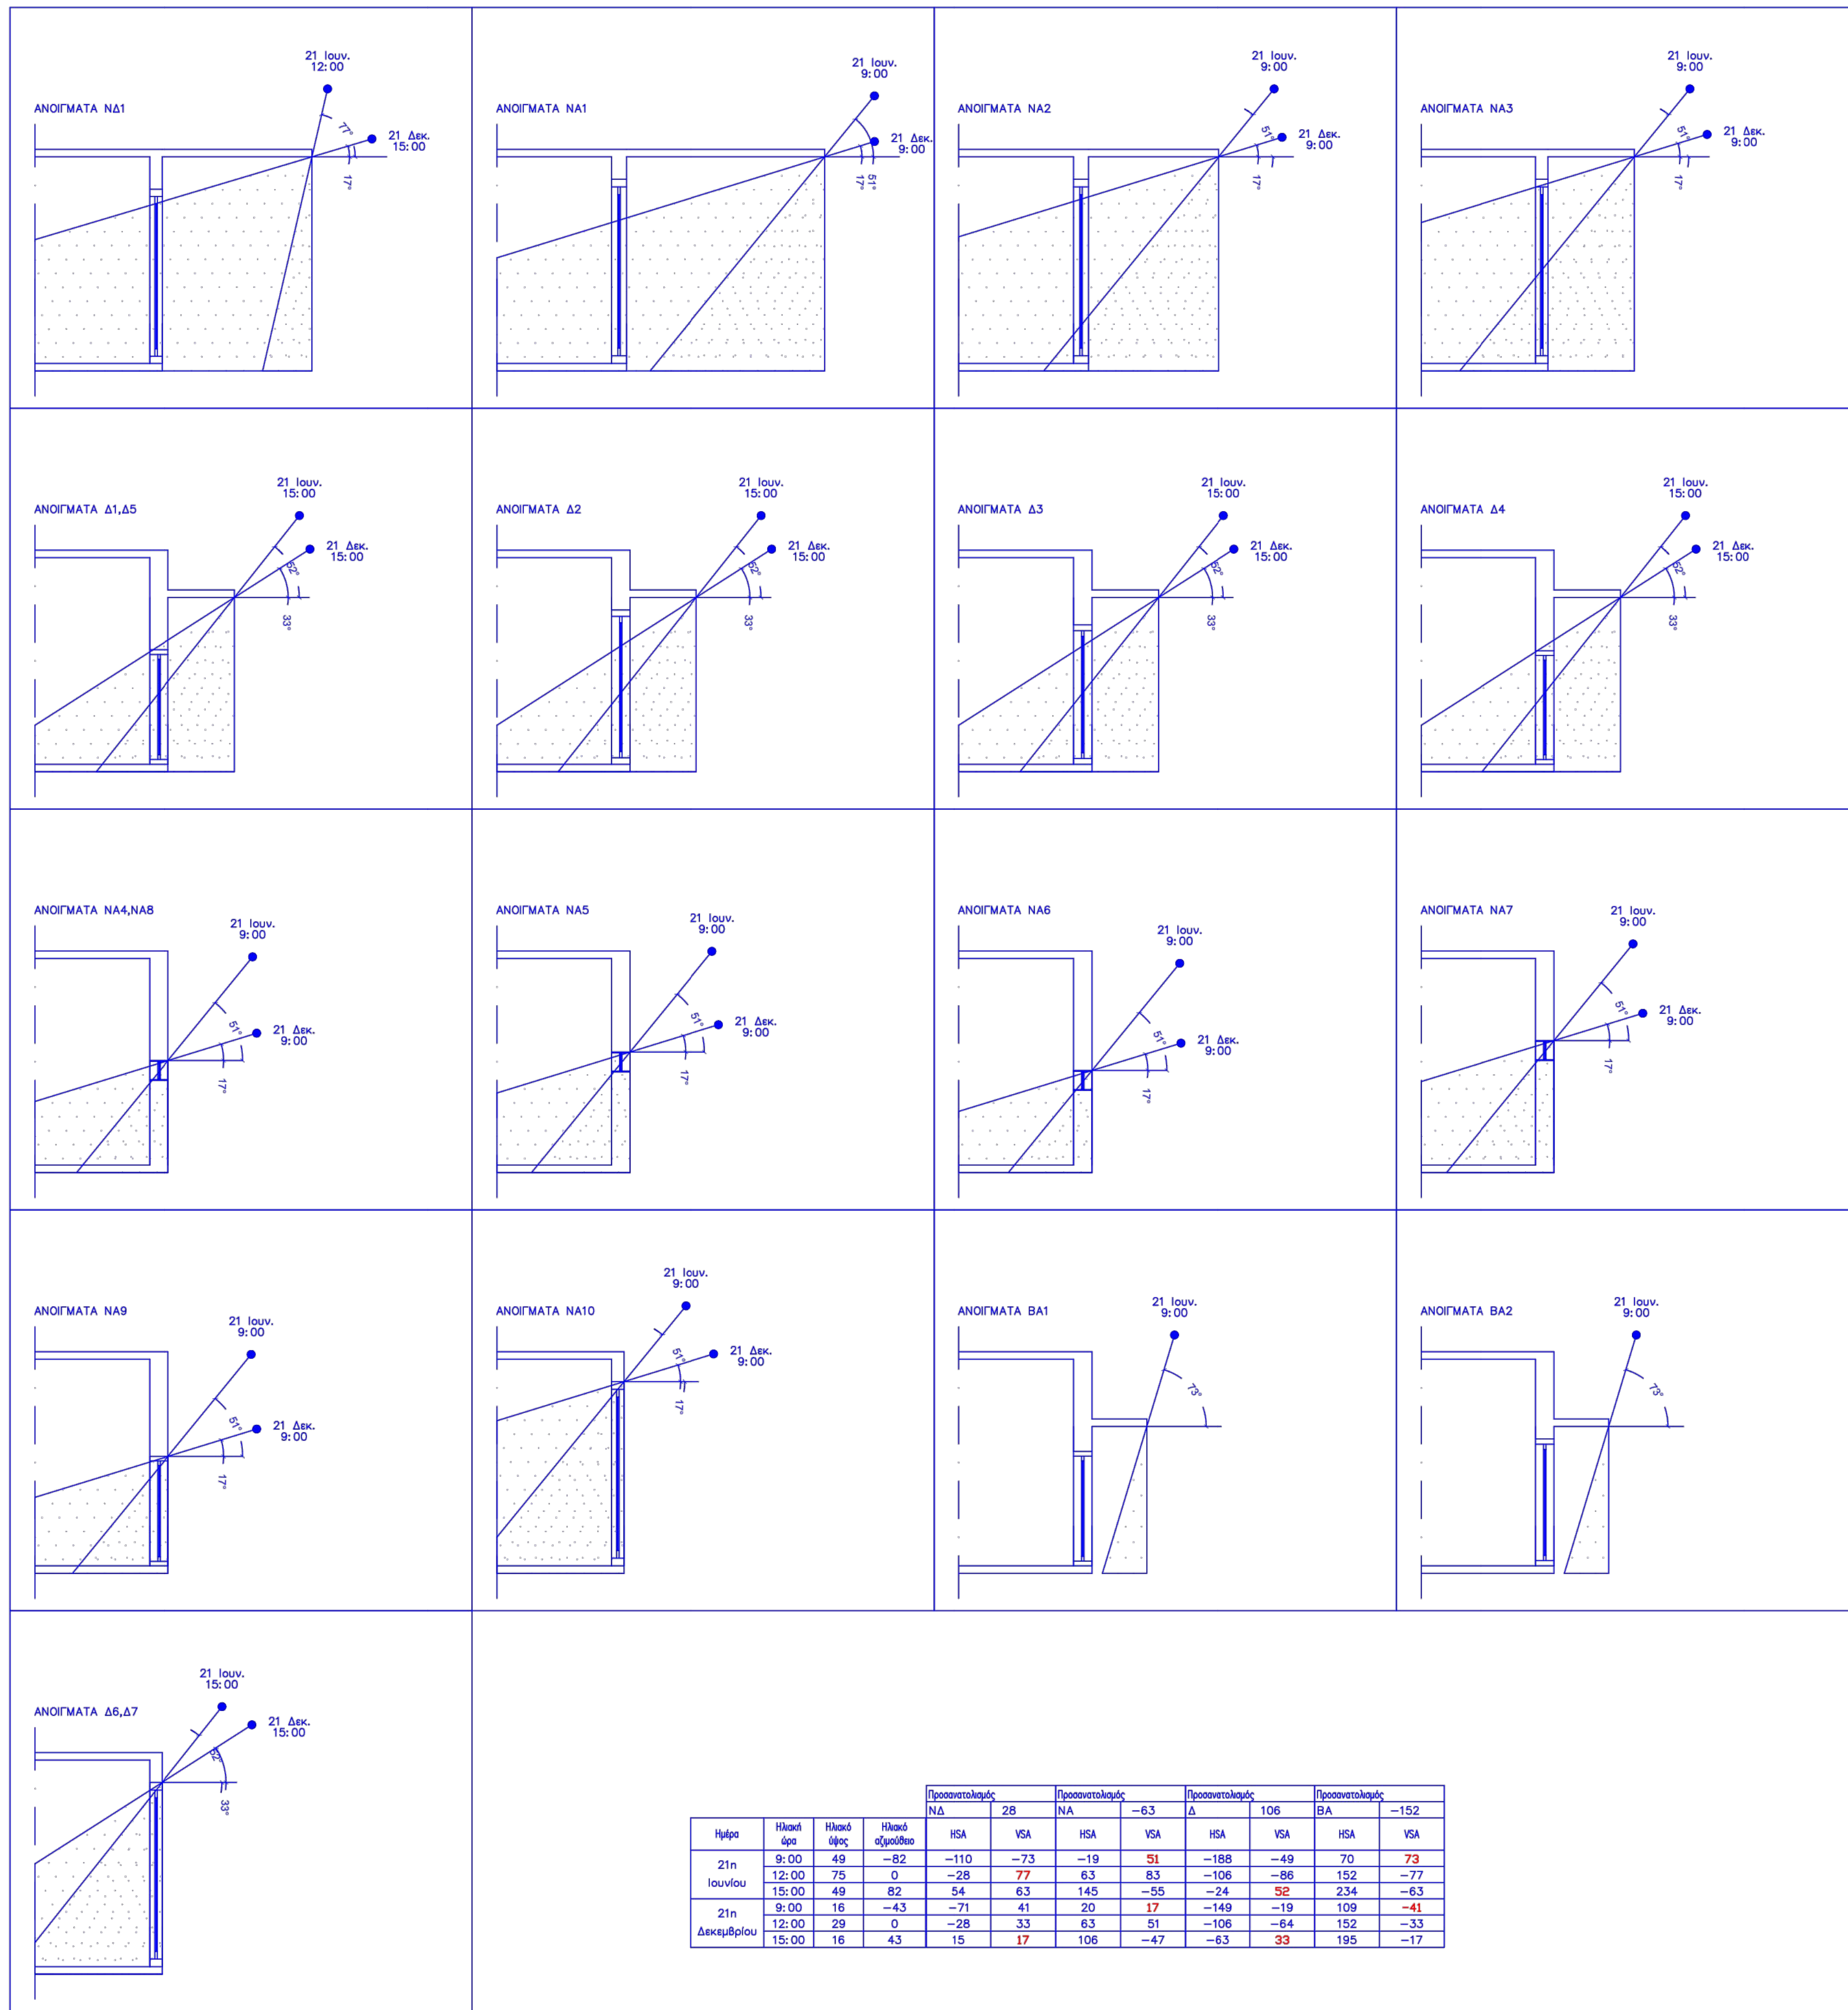 ΑΝΟΙΓΜΑΤΑ ΝΔ1
21 Ιουν.
12:00
77°
21 Δεκ.
15:00
17°
ΑΝΟΙΓΜΑΤΑ ΝΑ1
21 Ιουν.
9:00
21 Δεκ.
9:00
17° 51°
ΑΝΟΙΓΜΑΤΑ ΝΑ2
21 Ιουν.
9:00
51°
21 Δεκ.
9:00
17°
ΑΝΟΙΓΜΑΤΑ ΝΑ3
21 Ιουν.
9:00
51°
21 Δεκ.
9:00
17°
ΑΝΟΙΓΜΑΤΑ Δ1,Δ5
21 Ιουν.
15:00
21 Δεκ.
15:00
52°
33°
ΑΝΟΙΓΜΑΤΑ Δ2
21 Ιουν.
15:00
21 Δεκ.
15:00
52°
33°
ΑΝΟΙΓΜΑΤΑ Δ3
21 Ιουν.
15:00
21 Δεκ.
15:00
52°
33°
ΑΝΟΙΓΜΑΤΑ Δ4
21 Ιουν.
15:00
21 Δεκ.
15:00
52°
33°
ΑΝΟΙΓΜΑΤΑ ΝΑ4,ΝΑ8
21 Ιουν.
9:00
51°
21 Δεκ.
9:00
17°
ΑΝΟΙΓΜΑΤΑ ΝΑ5
21 Ιουν.
9:00
51°
21 Δεκ.
9:00
17°
ΑΝΟΙΓΜΑΤΑ ΝΑ6
21 Ιουν.
9:00
51°
21 Δεκ.
9:00
17°
ΑΝΟΙΓΜΑΤΑ ΝΑ7
21 Ιουν.
9:00
51°
21 Δεκ.
9:00
17°
ΑΝΟΙΓΜΑΤΑ ΝΑ9
21 Ιουν.
9:00
51°
21 Δεκ.
9:00
17°
ΑΝΟΙΓΜΑΤΑ ΝΑ10
21 Ιουν.
9:00
51°
21 Δεκ.
9:00
17°
ΑΝΟΙΓΜΑΤΑ ΒΑ1
21 Ιουν.
9:00
73°
ΑΝΟΙΓΜΑΤΑ ΒΑ2
21 Ιουν.
9:00
73°
ΑΝΟΙΓΜΑΤΑ Δ6,Δ7
21 Ιουν.
15:00
21 Δεκ.
15:00
52°
33°
Προσανατολισμός Προσανατολισμός Προσανατολισμός Προσανατολισμός
ΝΔ 28 ΝΑ −63 Δ 106 ΒΑ −152
Ημέρα Ηλιακή ώρα Ηλιακό ύψος Ηλιακό αζιμούθειο HSA VSA HSA VSA HSA VSA HSA VSA
21η Ιουνίου 9:00 49 −82 −110 −73 −19 51 −188 −49 70 73
12:00 75 0 −28 77 63 83 −106 −86 152 −77
15:00 49 82 54 63 145 −55 −24 52 234 −63
21η Δεκεμβρίου 9:00 16 −43 −71 41 20 17 −149 −19 109 −41
12:00 29 0 −28 33 63 51 −106 −64 152 −33
15:00 16 43 15 17 106 −47 −63 33 195 −17